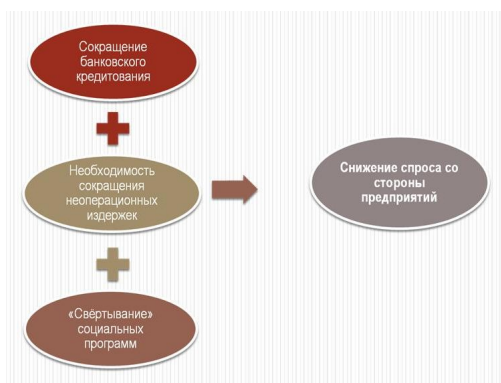 Сокращение
банковского
кредитования
Необходимость
сокращения
неоперационных
издержек
«Свёртывание»
социальных
программ
Снижение спроса со
стороны
предприятий